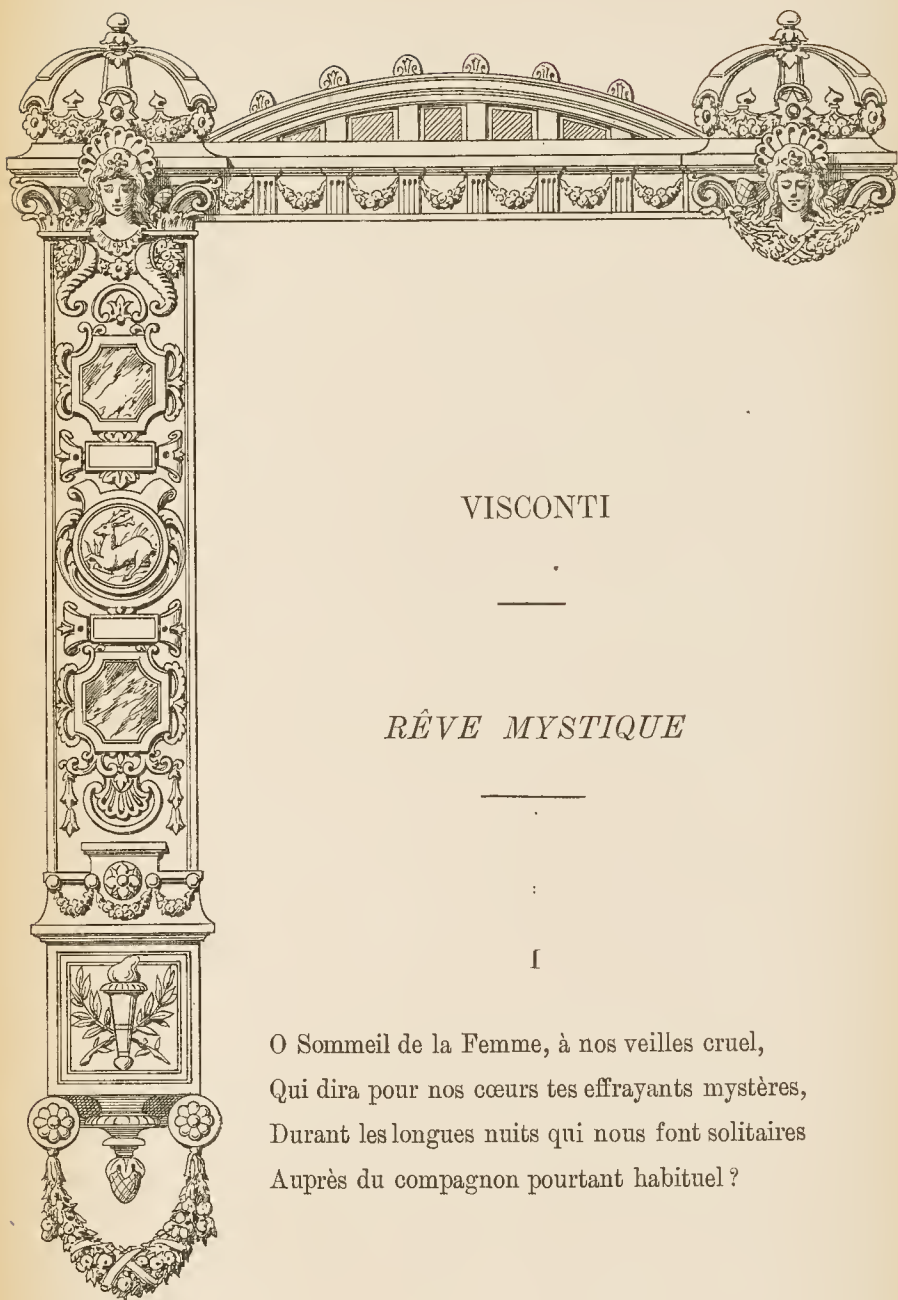 VISCONTI
RÊVE MYSTIQUE
I
O Sommeil de la Femme, à nos veilles cruel,
Qui dira pour nos cœurs tes effrayants mystères,
Durant les longues nuits qui nous font solitaires
Auprès du compagnon pourtant habituel ?